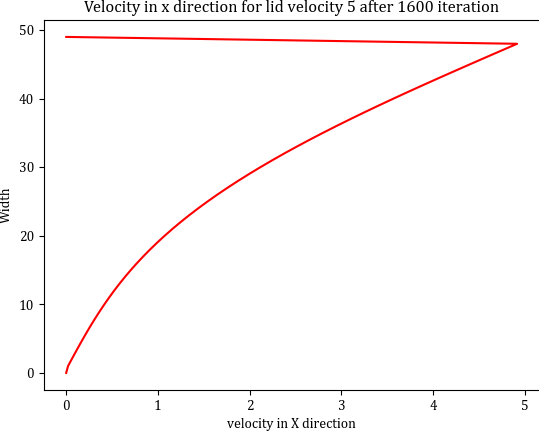 Velocity in x direction for lid velocity 5 after 1600 iteration
50
40
30
20
10
0
Width
0 1 2 3 4 5
velocity in X direction